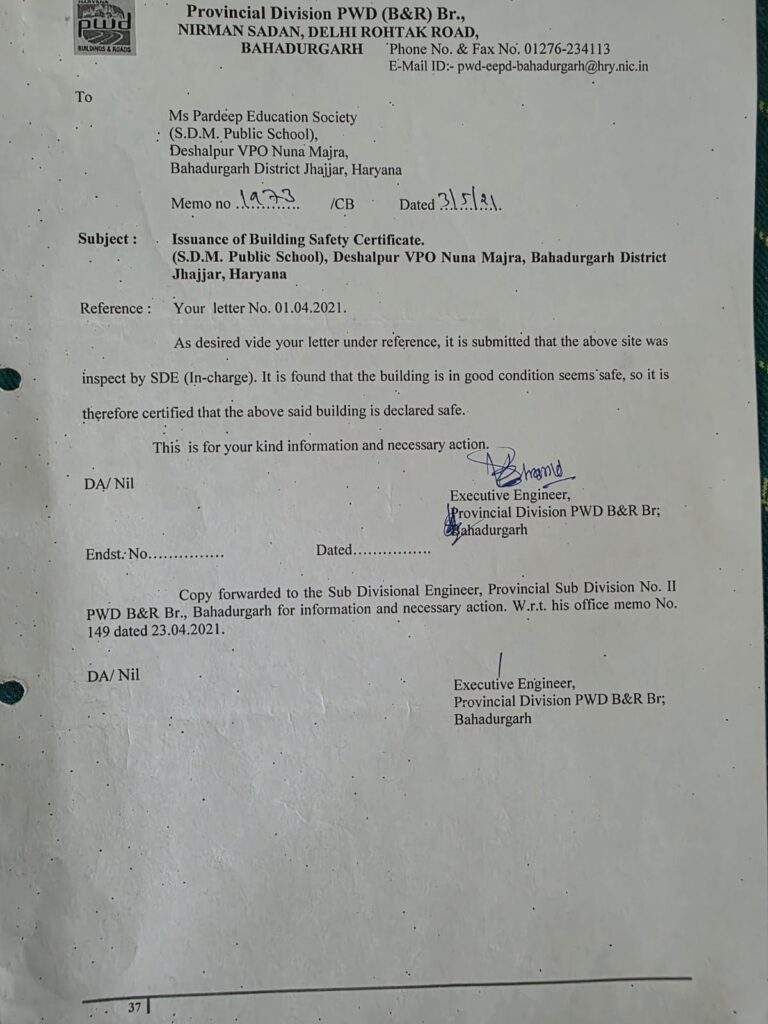 HARYANA
pwd
BUILDINGS & ROADS
Provincial Division PWD (B&R) Br.,
NIRMAN SADAN, DELHI ROHTAK ROAD,
BAHADURGARH Phone No. & Fax No. 01276-234113
E-Mail ID:- pwd-eepd-bahadurgarh@hry.nic.in
To
Ms Pardeep Education Society
(S.D.M. Public School),
Deshalpur VPO Nuna Majra,
Bahadurgarh District Jhajjar, Haryana
Memo no 1973 /CB Dated 3/5/21.
Subject : Issuance of Building Safety Certificate.
(S.D.M. Public School), Deshalpur VPO Nuna Majra, Bahadurgarh District
Jhajjar, Haryana
Reference : Your letter No. 01.04.2021.
As desired vide your letter under reference, it is submitted that the above site was
inspect by SDE (In-charge). It is found that the building is in good condition seems safe, so it is
therefore certified that the above said building is declared safe.
This is for your kind information and necessary action.
DA/ Nil
Executive Engineer,
Provincial Division PWD B&R Br;
Bahadurgarh
Endst. No............... Dated................
Copy forwarded to the Sub Divisional Engineer, Provincial Sub Division No. II
PWD B&R Br., Bahadurgarh for information and necessary action. W.r.t. his office memo No.
149 dated 23.04.2021.
DA/ Nil
Executive Engineer,
Provincial Division PWD B&R Br;
Bahadurgarh
37